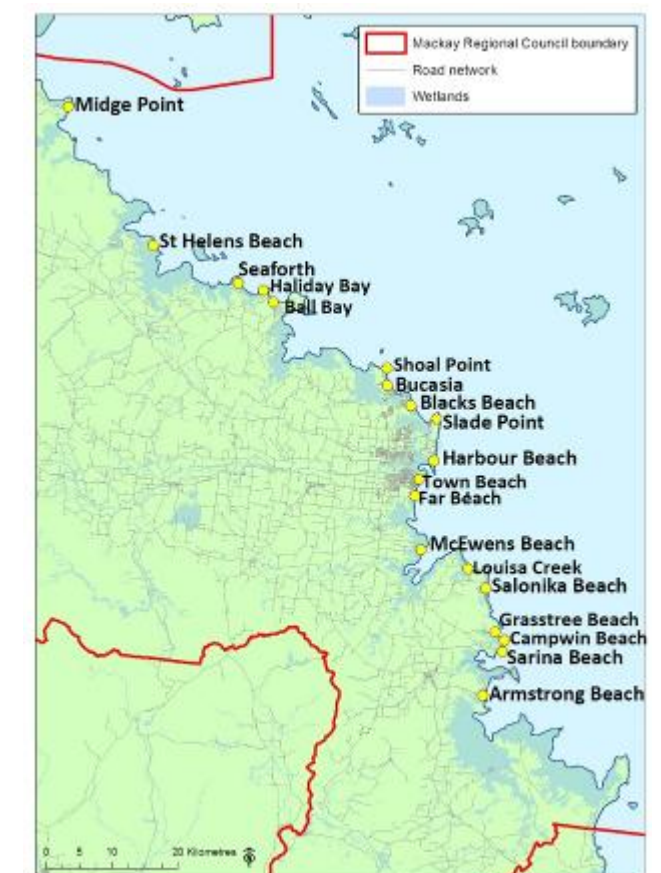 Mackay Regional Council boundary
Road network
Wetlands
Midge Point
St Helens Beach
Seaforth
Haliday Bay
Ball Bay
Shoal Point
Bucasia
Blacks Beach
Slade Point
Harbour Beach
Town Beach
Far Beach
McEwens Beach
Louisa Creek
Salonika Beach
Grasstree Beach
Campwin Beach
Sarina Beach
Armstrong Beach
0 5 10 20 Kilometres